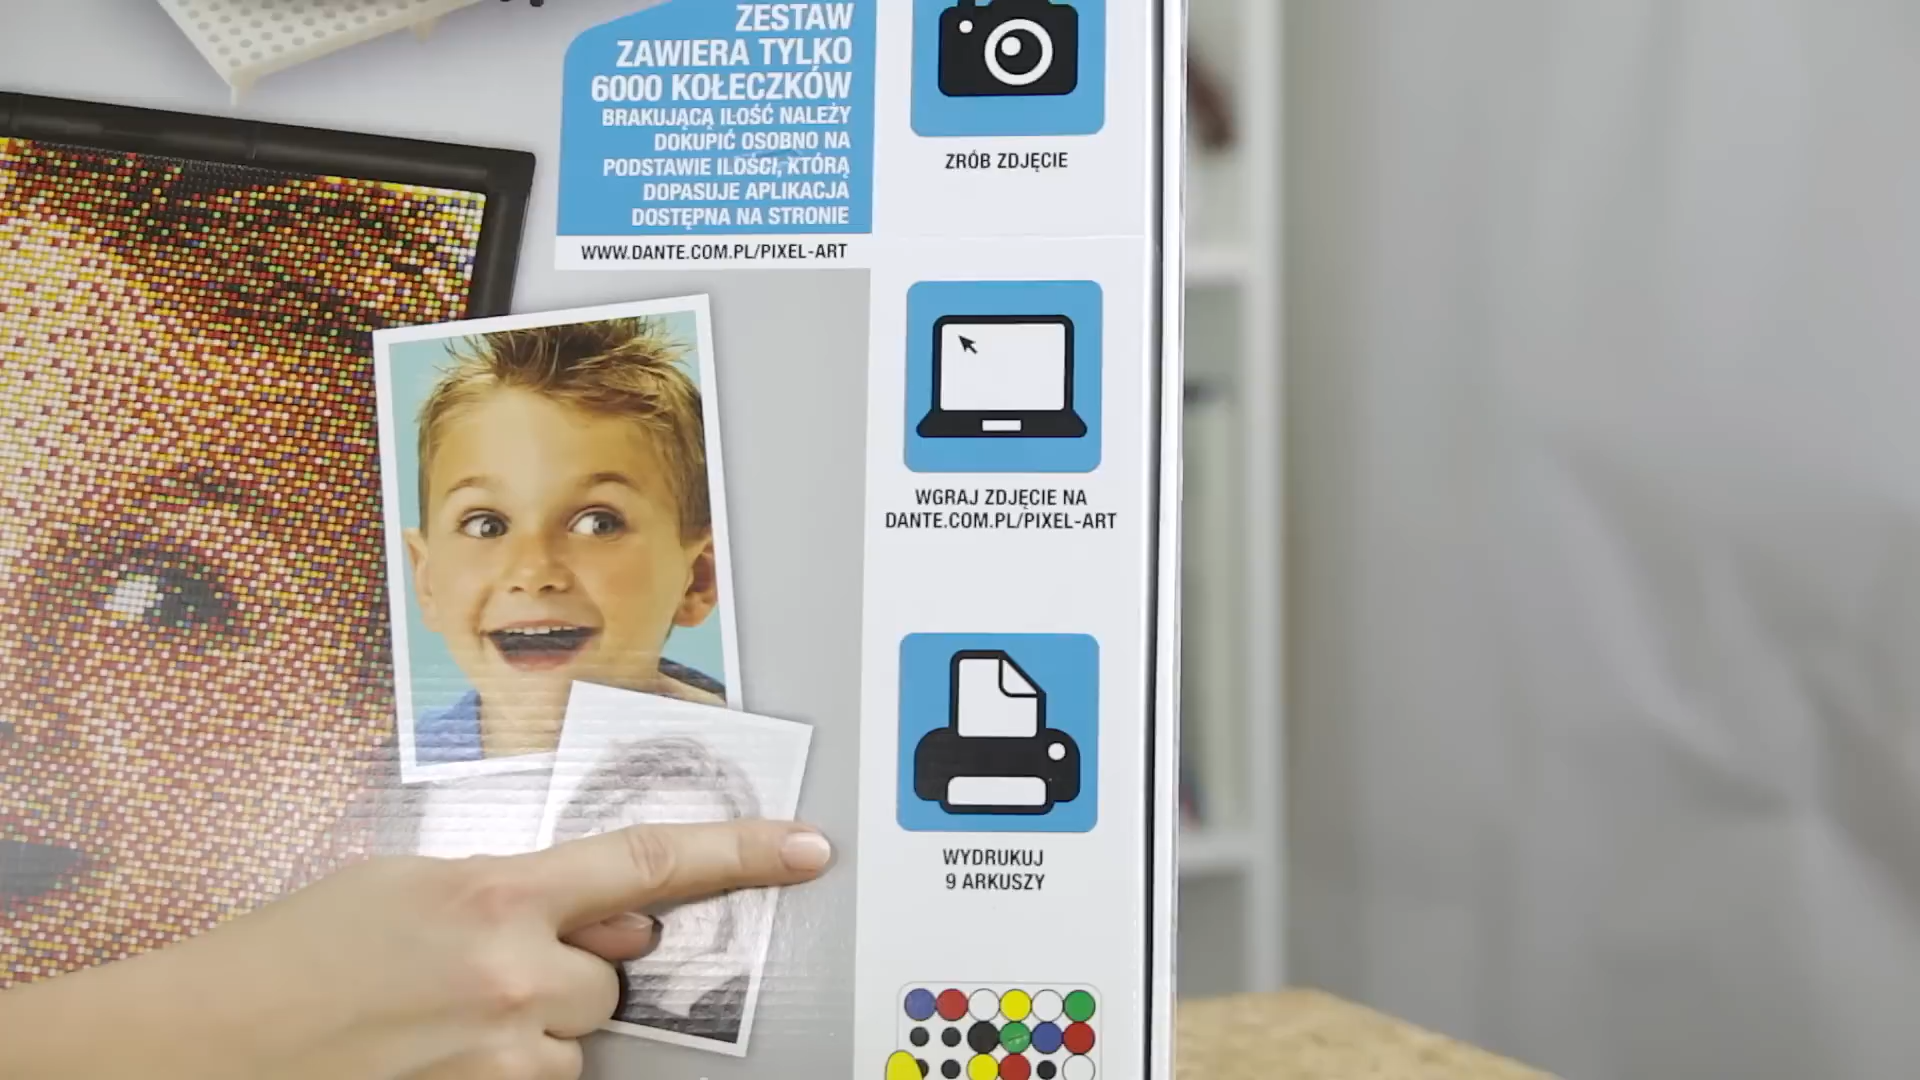 ZESTAW
ZAWIERA TYLKO
6000 KOŁECZKÓW
BRAKUJĄCĄ ILOŚĆ NALEŻY
DOKUPIĆ OSOBNO NA
PODSTAWIE ILOŚCI, KTÓRĄ
DOPASUJE APLIKACJA
DOSTĘPNA NA STRONIE
WWW.DANTE.COM.PL/PIXEL-ART
ZRÓB ZDJĘCIE
WGRAJ ZDJĘCIE NA
DANTE.COM.PL/PIXEL-ART
WYDRUKUJ
9 ARKUSZY